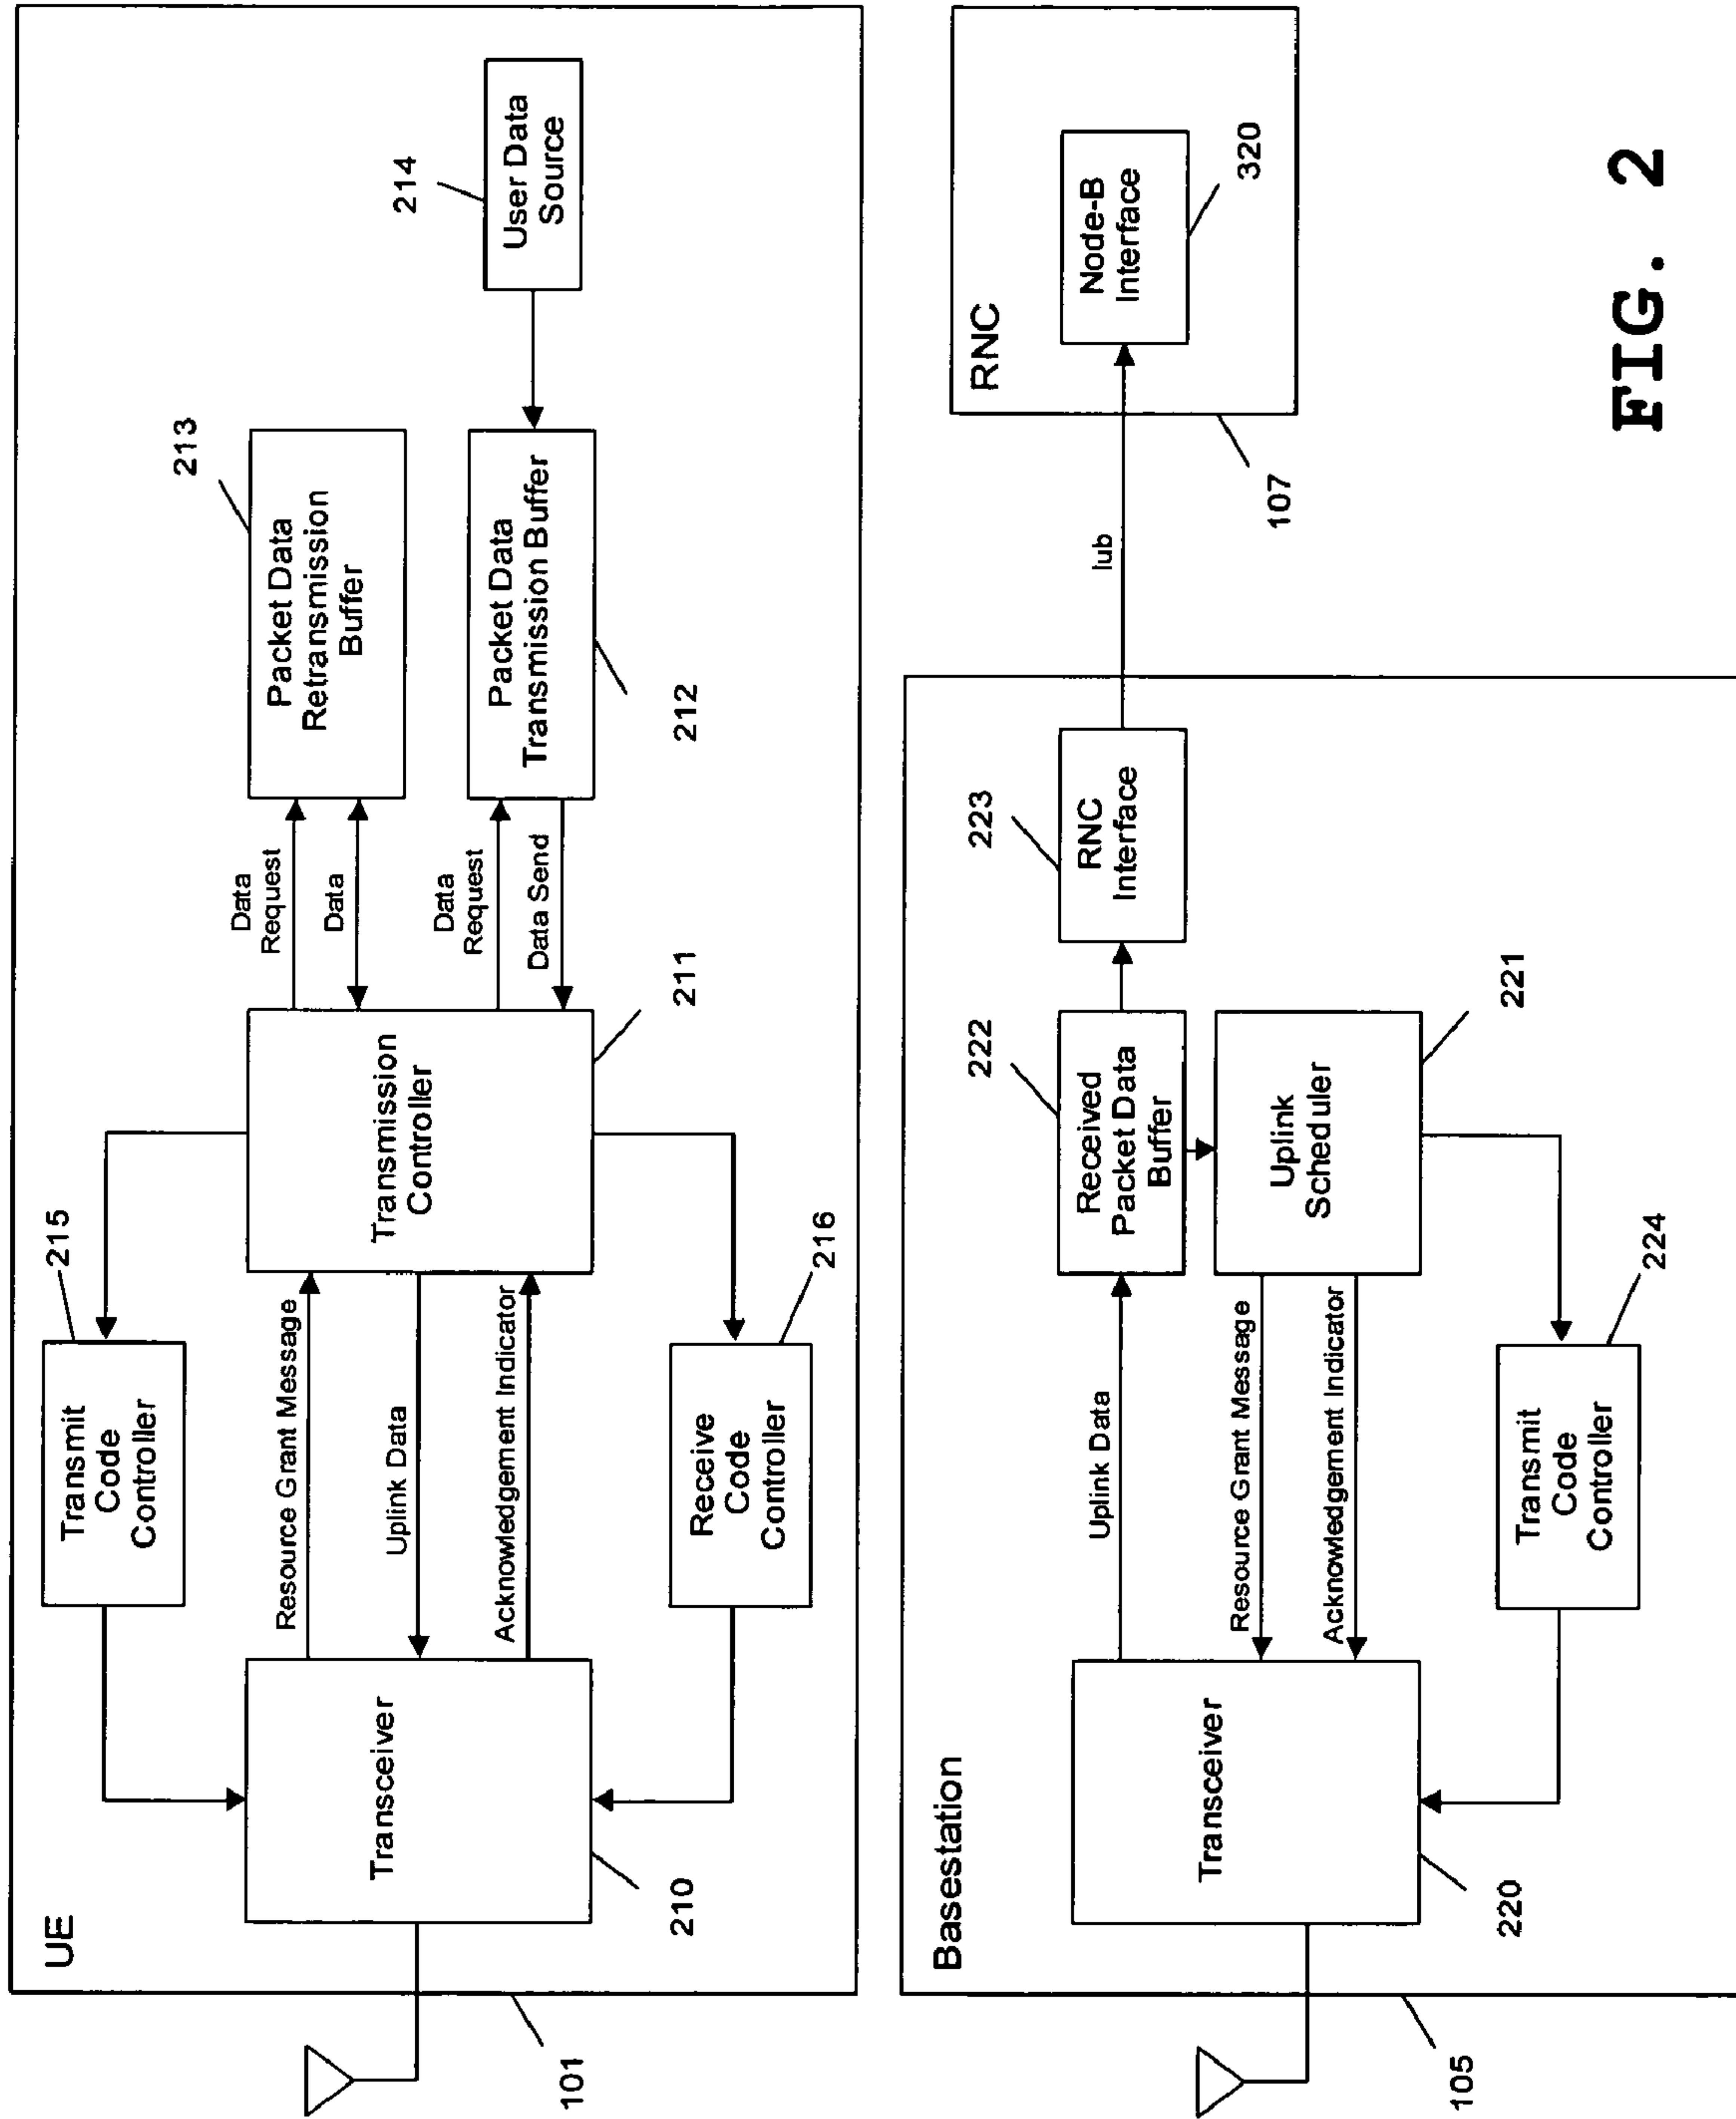 UE
101
215
Transmit
Code
Controller
Transceiver
210
Resource Grant Message
Uplink Data
Acknowledgement Indicator
Receive
Code
Controller
216
Transmission
Controller
211
Data
Request
Data
Data
Request
Data Send
213
Packet Data
Retransmission
Buffer
Packet Data
Transmission Buffer
212
214
User Data
Source
Basestation
105
Transceiver
220
Uplink Data
Resource Grant Message
Acknowledgement Indicator
Transmit
Code
Controller
224
222
Received
Packet Data
Buffer
Uplink
Scheduler
221
223
RNC
Interface
Iub
107
RNC
Node-B
Interface
320
FIG. 2